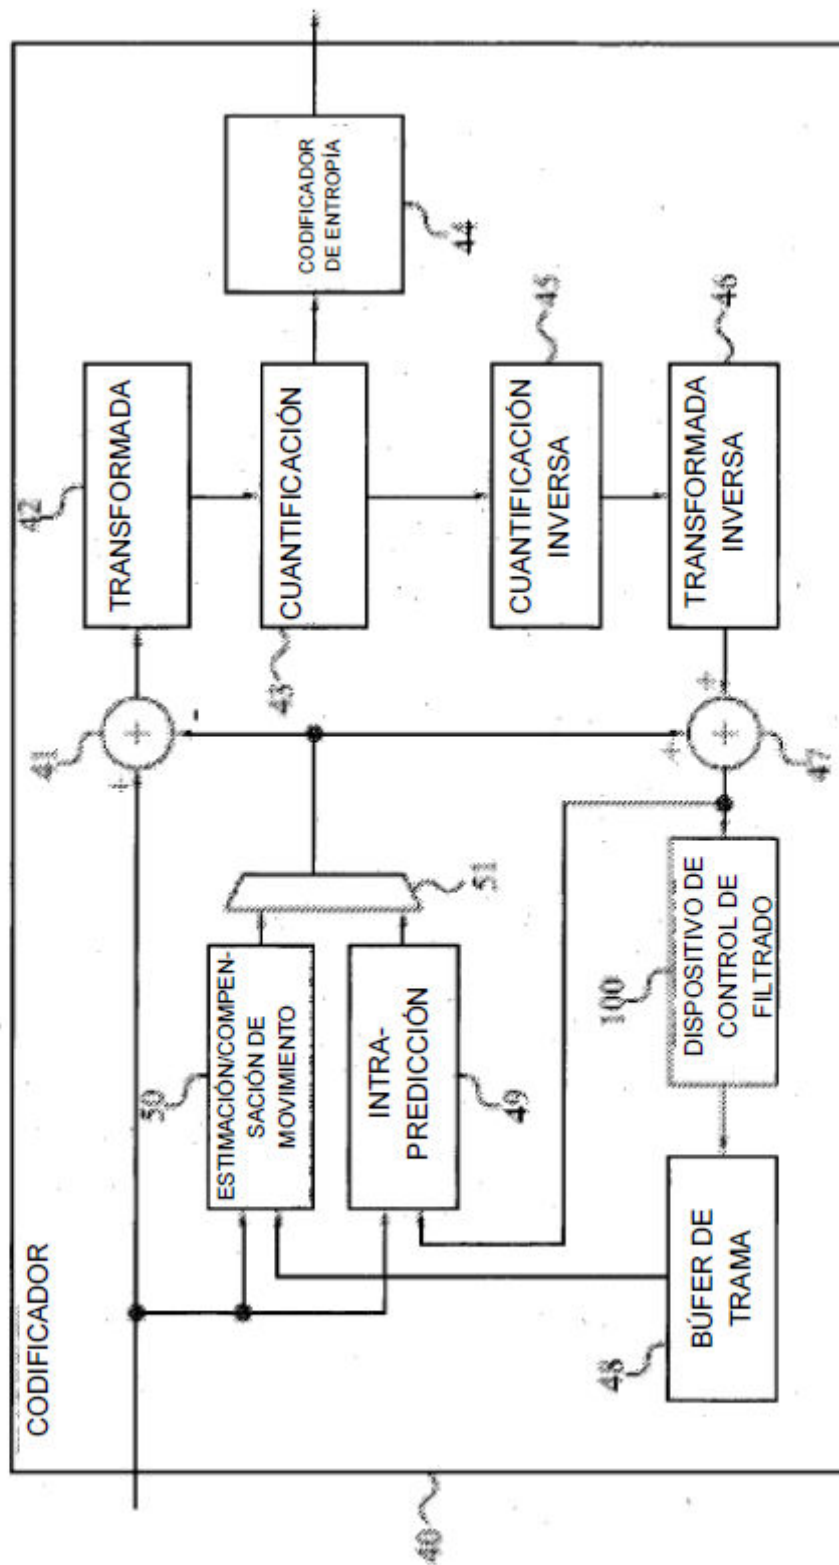 CODIFICADOR
40
41
+
-
42
TRANSFORMADA
43
CUANTIFICACIÓN
CODIFICADOR
DE ENTROPÍA
44
50
ESTIMACIÓN/COMPEN-
SACIÓN DE
MOVIMIENTO
INTRA-
PREDICCIÓN
49
51
CUANTIFICACIÓN
INVERSA
45
48
BÚFER DE
TRAMA
100
DISPOSITIVO DE
CONTROL DE
FILTRADO
+
+
47
TRANSFORMADA
INVERSA
46